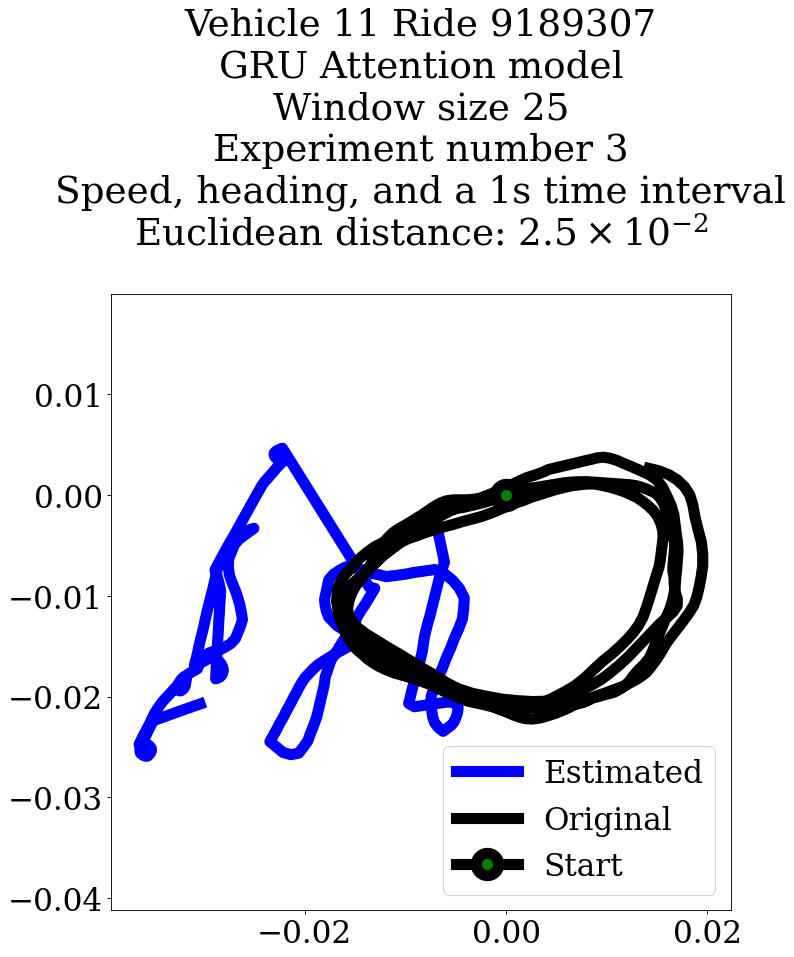 Vehicle 11 Ride 9189307
GRU Attention model
Window size 25
Experiment number 3
Speed, heading, and a 1s time interval
Euclidean distance: 2.5 × 10⁻²
0.01
0.00
−0.01
−0.02
−0.03
−0.04
Estimated
Original
Start
−0.02
0.00
0.02